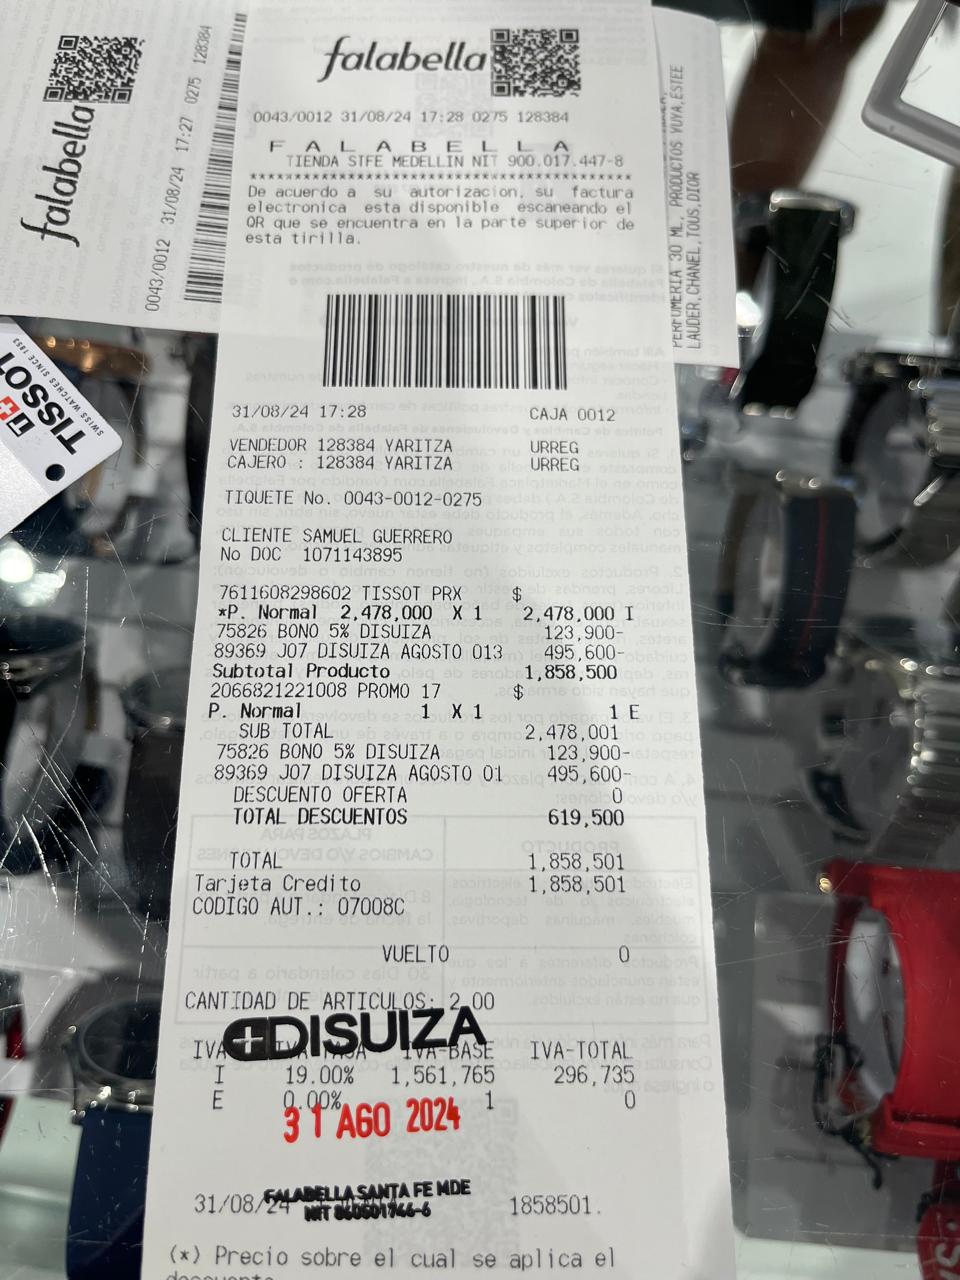 falabella
0043/0012 31/08/24 17:28 0275 128384
F A L A B E L L A
TIENDA STFE MEDELLIN NIT 900.017.447-8
****************************************
De acuerdo a su autorizacion, su factura
electronica esta disponible escaneando el
QR que se encuentra en la parte superior de
esta tirilla.
31/08/24 17:28 CAJA 0012
VENDEDOR 128384 YARITZA URREG
CAJERO : 128384 YARITZA URREG
TIQUETE No. 0043-0012-0275
CLIENTE SAMUEL GUERRERO
No DOC 1071143895
7611608298602 TISSOT PRX $
*P. Normal 2,478,000 X 1 2,478,000 I
75826 BONO 5% DISUIZA 123,900-
89369 J07 DISUIZA AGOSTO 013 495,600-
Subtotal Producto 1,858,500
2066821221008 PROMO 17 $
P. Normal 1 X 1 1 E
SUB TOTAL 2,478,001
75826 BONO 5% DISUIZA 123,900-
89369 J07 DISUIZA AGOSTO 01 495,600-
DESCUENTO OFERTA 0
TOTAL DESCUENTOS 619,500
TOTAL 1,858,501
Tarjeta Credito 1,858,501
CODIGO AUT.: 07008C
VUELTO 0
CANTIDAD DE ARTICULOS: 2.00
DISUIZA
IVA IVA-TASA IVA-BASE IVA-TOTAL
I 19.00% 1,561,765 296,735
E 0.00% 1 0
31 AGO 2024
31/08/24 1858501.
FALABELLA SANTA FE MDE
(*) Precio sobre el cual se aplica el
descuento
falabella
0043/0012 31/08/24 17:27 0275 128384
PERFUMERIA 30 ML, PRODUCTOS YUYA,ESTEE
LAUDER,CHANEL,TOUS,DIOR
TISSOT
SWISS WATCHES SINCE 1853